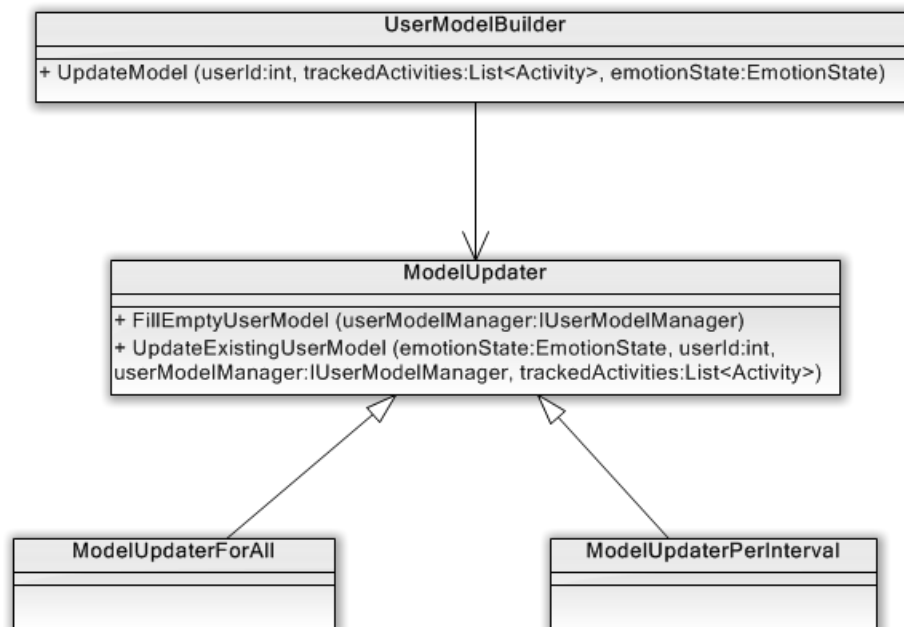 UserModelBuilder
+ UpdateModel (userId:int, trackedActivities:List<Activity>, emotionState:EmotionState)
ModelUpdater
+ FillEmptyUserModel (userModelManager:IUserModelManager)
+ UpdateExistingUserModel (emotionState:EmotionState, userId:int,
userModelManager:IUserModelManager, trackedActivities:List<Activity>)
ModelUpdaterForAll
ModelUpdaterPerInterval